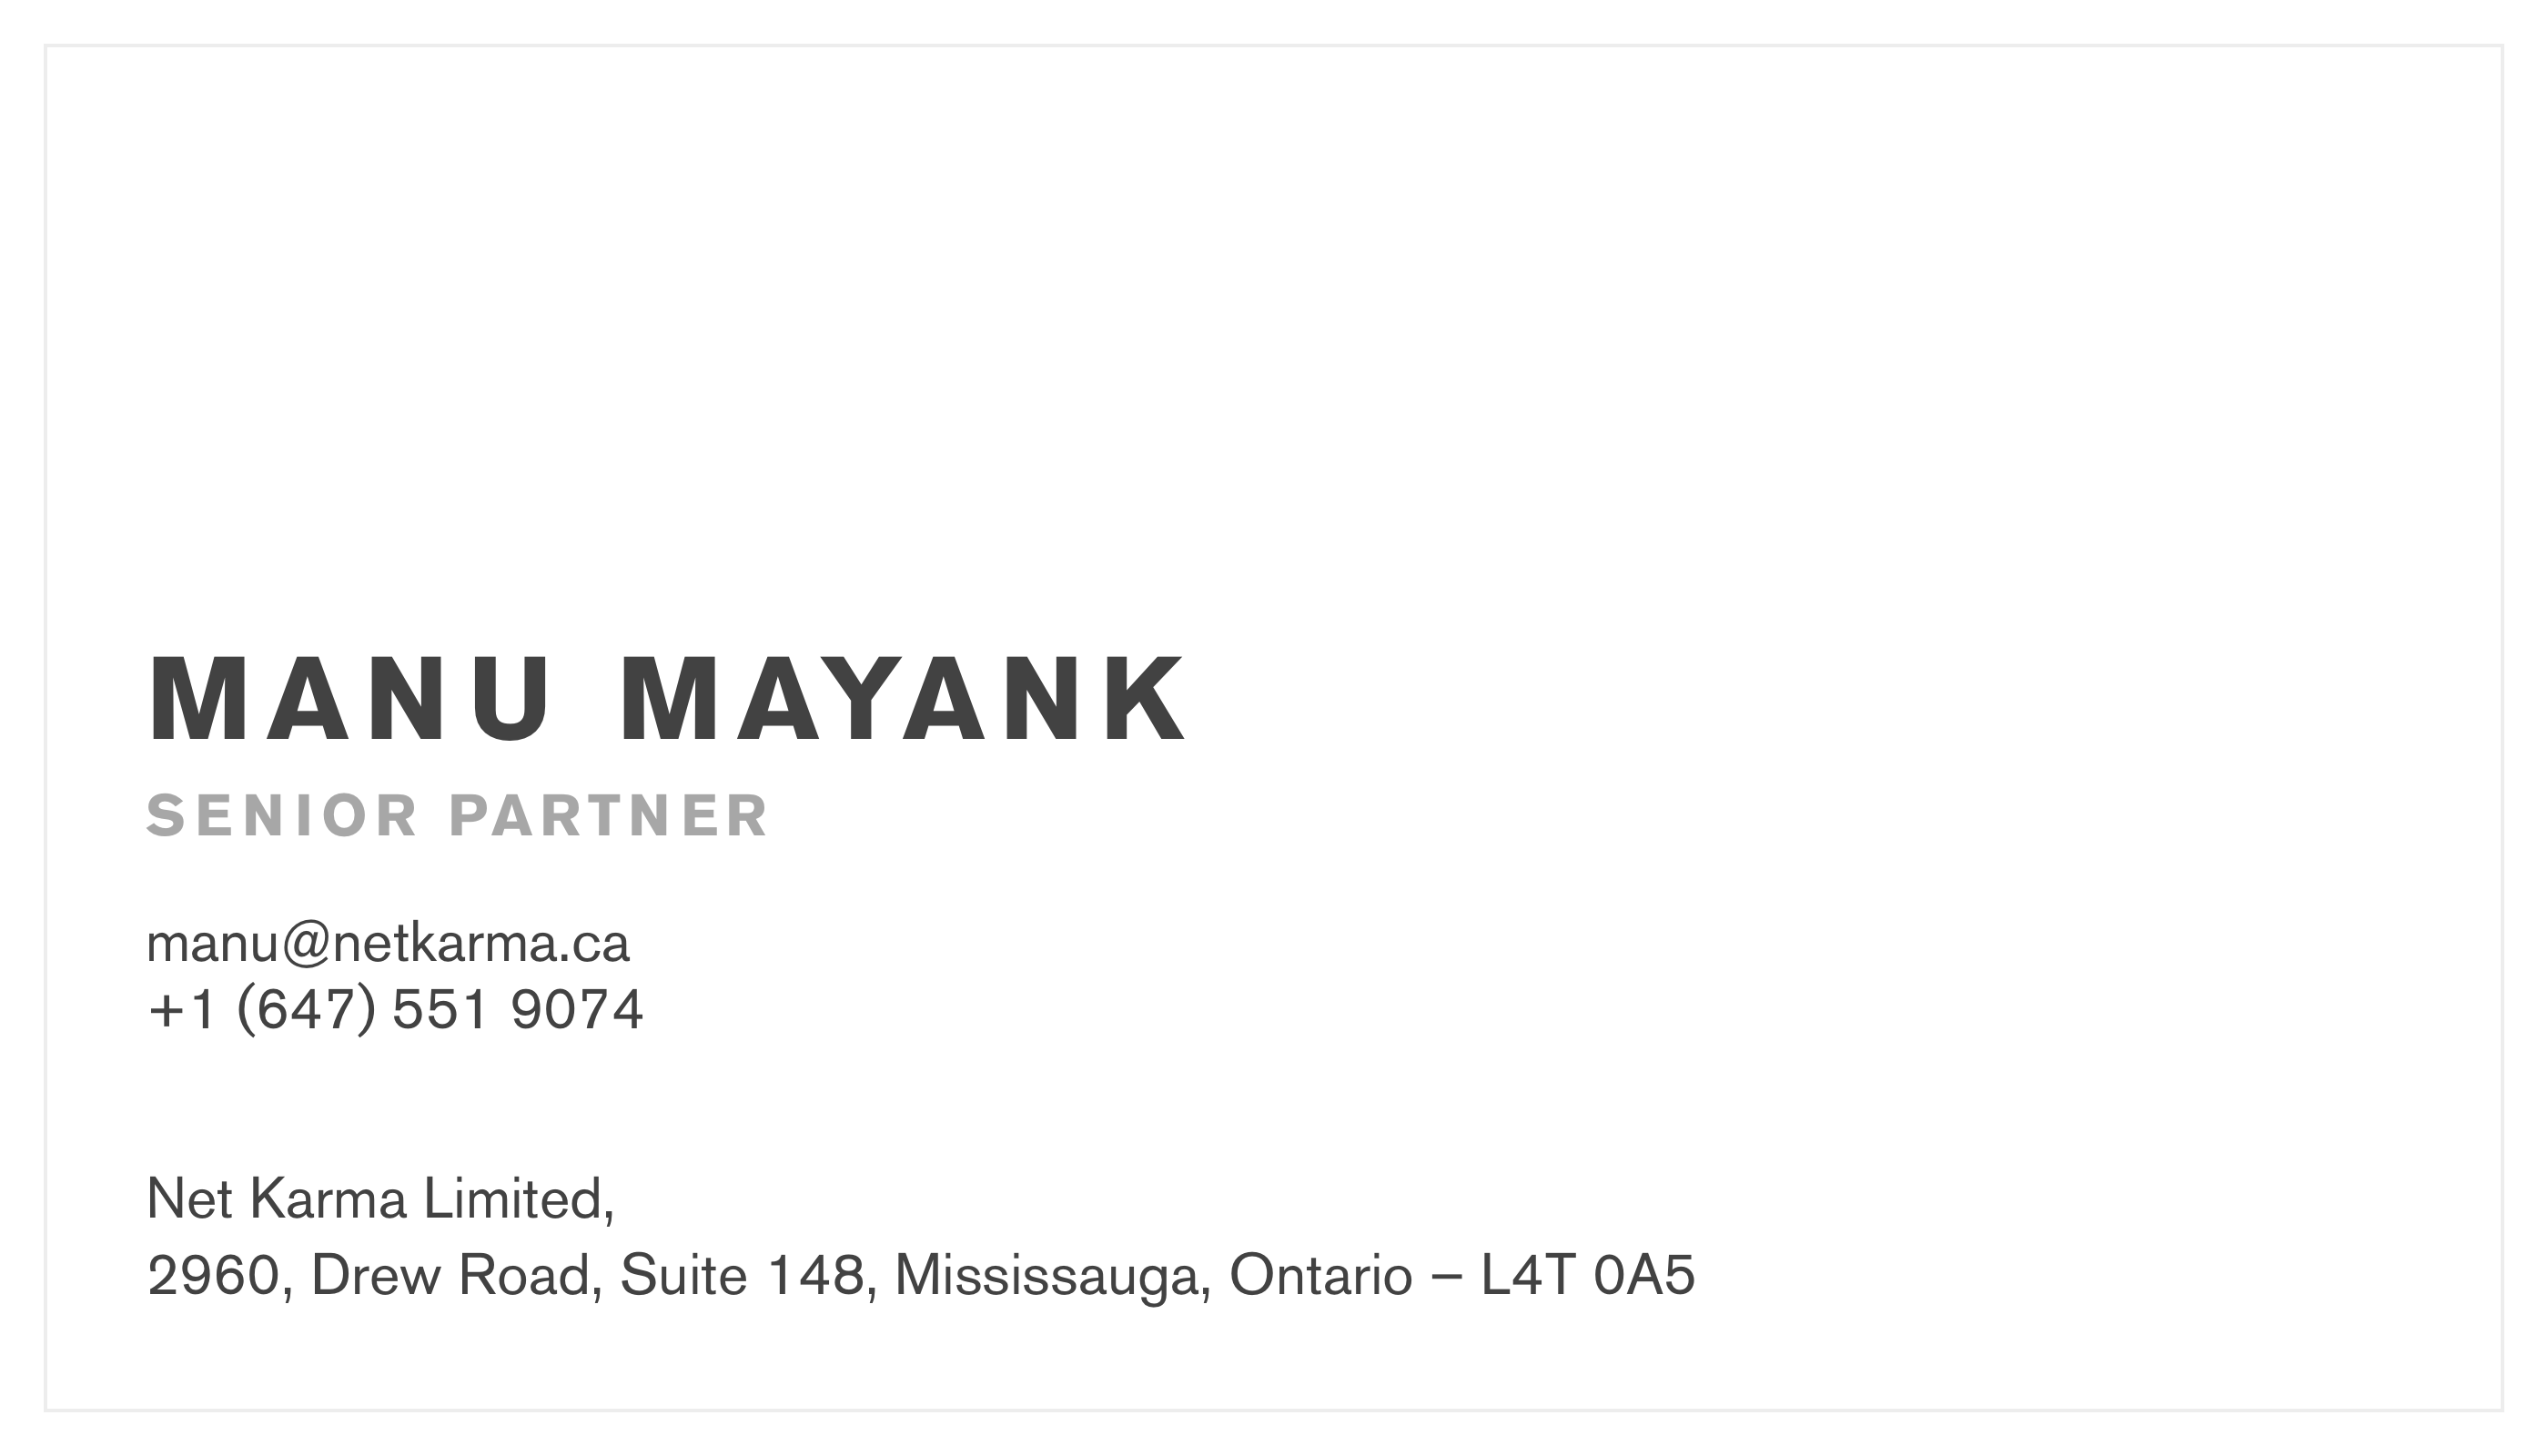 MANU MAYANK
SENIOR PARTNER
manu@netkarma.ca
+1 (647) 551 9074
Net Karma Limited,
2960, Drew Road, Suite 148, Mississauga, Ontario – L4T 0A5